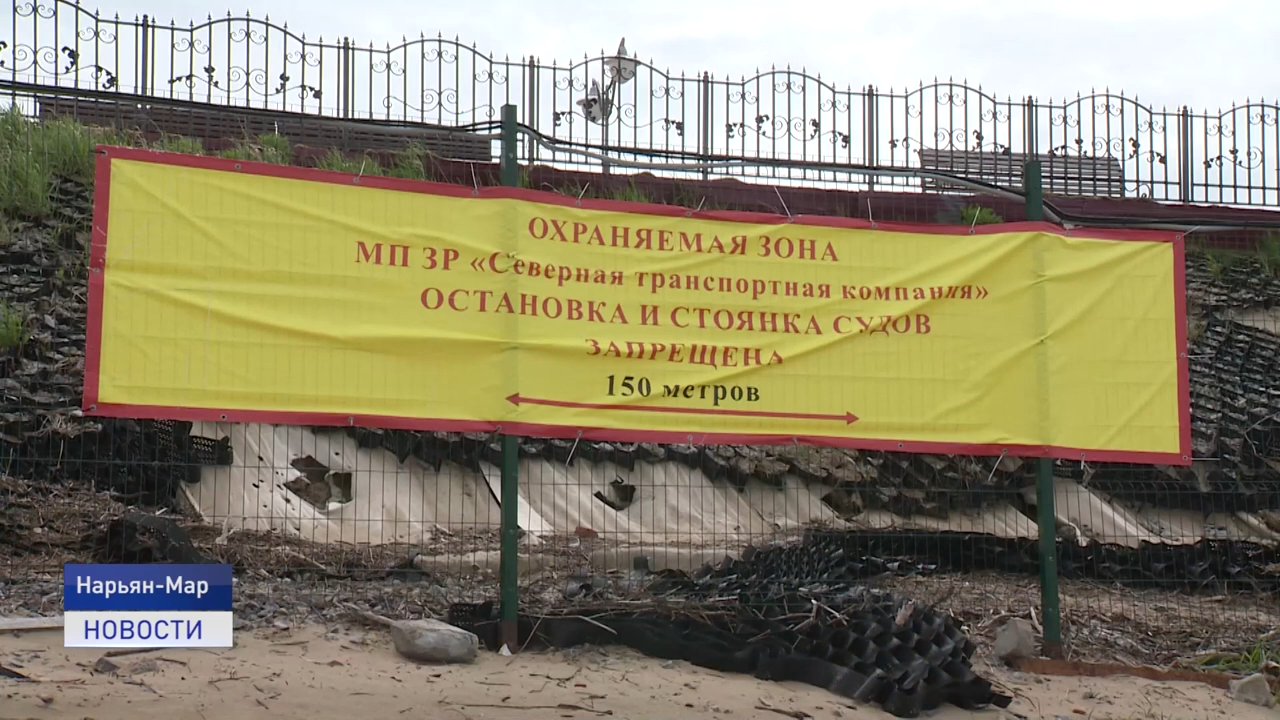 ОХРАНЯЕМАЯ ЗОНА
МП ЗР «Северная транспортная компания»
ОСТАНОВКА И СТОЯНКА СУДОВ
ЗАПРЕЩЕНА
150 метров
Нарьян-Мар
НОВОСТИ